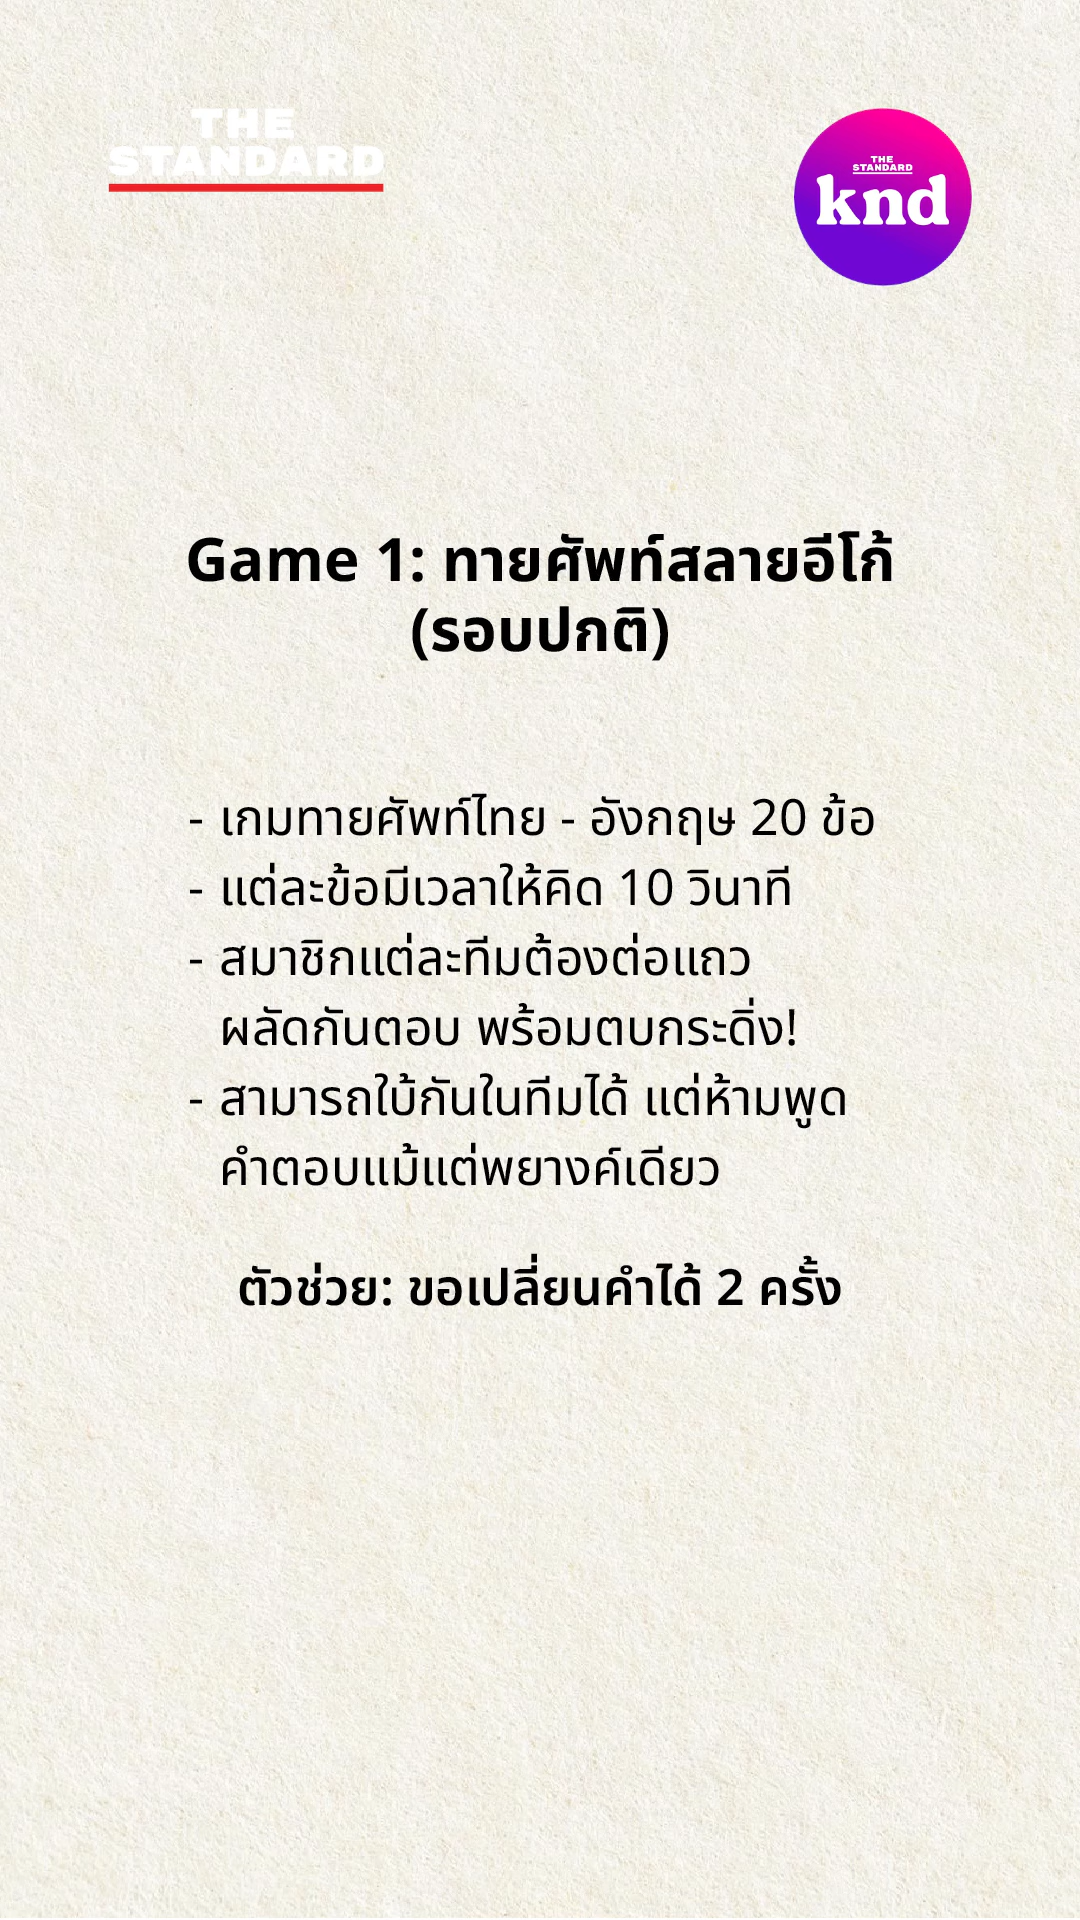 THE
STANDARD
THE
STANDARD
knd
Game 1: ทายศัพท์สลายอีโก้
(รอบปกติ)
- เกมทายศัพท์ไทย - อังกฤษ 20 ข้อ
- แต่ละข้อมีเวลาให้คิด 10 วินาที
- สมาชิกแต่ละทีมต้องต่อแถว
ผลัดกันตอบ พร้อมตบกระดิ่ง!
- สามารถใบ้กันในทีมได้ แต่ห้ามพูด
คำตอบแม้แต่พยางค์เดียว
ตัวช่วย: ขอเปลี่ยนคำได้ 2 ครั้ง